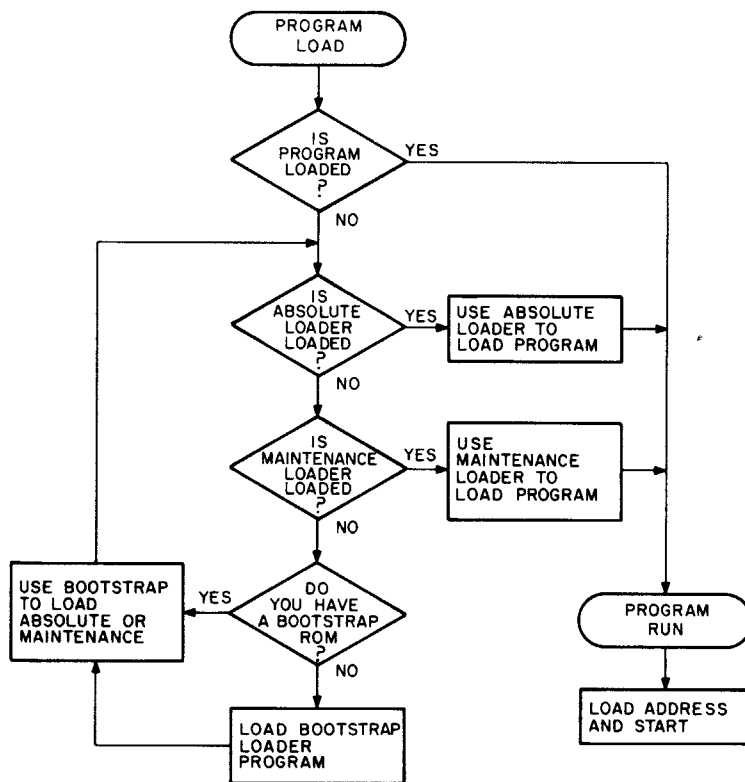 PROGRAM
LOAD
IS
PROGRAM
LOADED
?
YES
NO
IS
ABSOLUTE
LOADER
LOADED
?
YES
USE ABSOLUTE
LOADER TO
LOAD PROGRAM
NO
IS
MAINTENANCE
LOADER
LOADED
?
YES
USE
MAINTENANCE
LOADER TO
LOAD PROGRAM
NO
DO
YOU HAVE
A BOOTSTRAP
ROM
?
YES
USE BOOTSTRAP
TO LOAD
ABSOLUTE OR
MAINTENANCE
NO
LOAD BOOTSTRAP
LOADER
PROGRAM
PROGRAM
RUN
LOAD ADDRESS
AND START